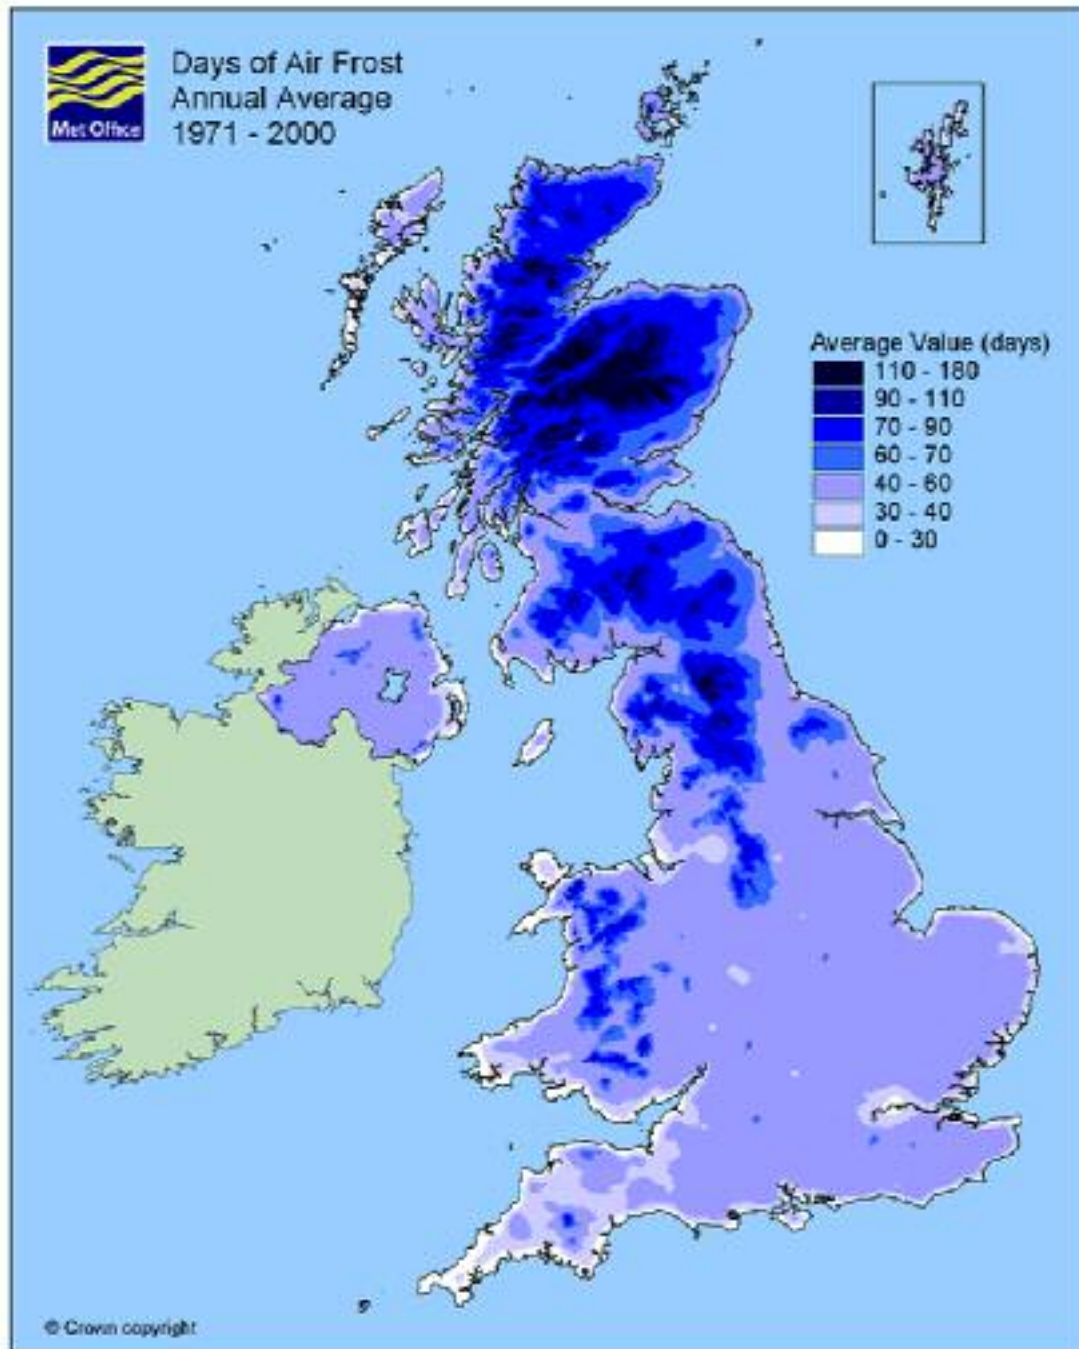 Met Office
Days of Air Frost
Annual Average
1971 - 2000
Average Value (days)
110 - 180
90 - 110
70 - 90
60 - 70
40 - 60
30 - 40
0 - 30
© Crown copyright